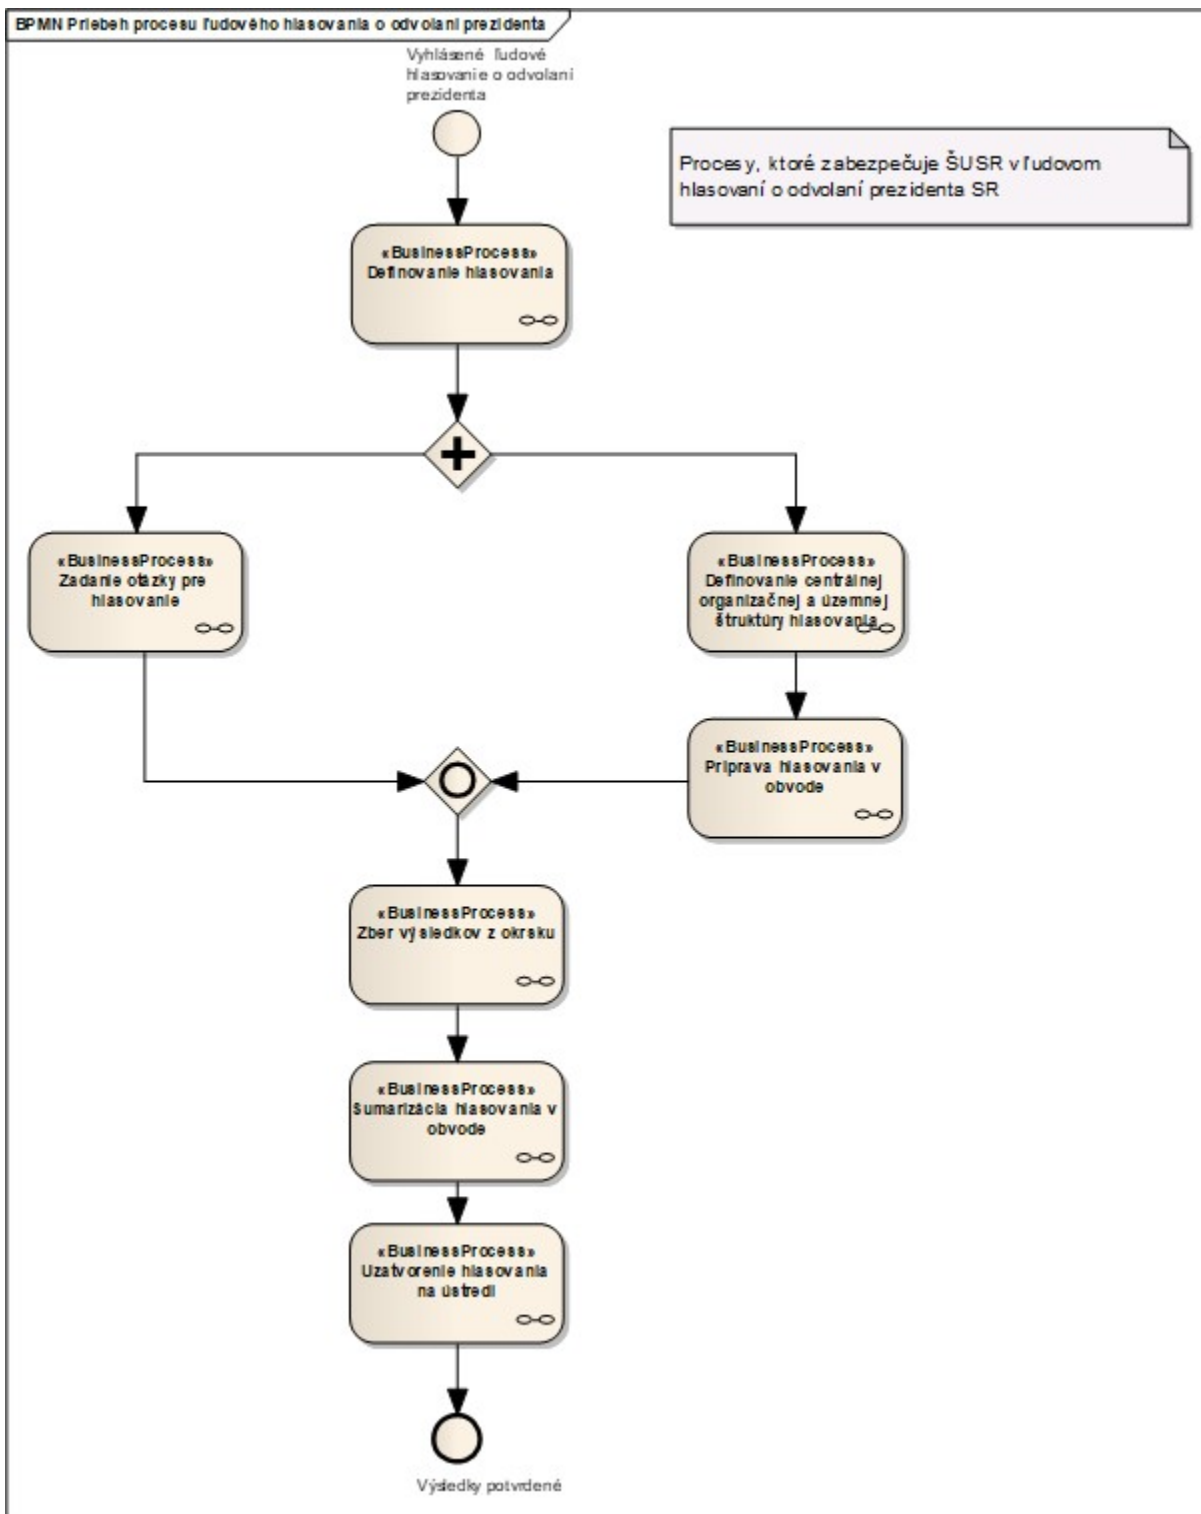 BPMN Priebeh procesu ľudového hlasovania o odvolaní prezidenta
Vyhlásené ľudové
hlasovanie o odvolaní
prezidenta
Procesy, ktoré zabezpečuje ŠUSR v ľudovom
hlasovaní o odvolaní prezidenta SR
«BusinessProcess»
Definovanie hlasovania
«BusinessProcess»
Zadanie otázky pre
hlasovanie
«BusinessProcess»
Definovanie centrálnej
organizačnej a územnej
štruktúry hlasovania
«BusinessProcess»
Príprava hlasovania v
obvode
«BusinessProcess»
Zber výsledkov z okrsku
«BusinessProcess»
Sumarizácia hlasovania v
obvode
«BusinessProcess»
Uzatvorenie hlasovania
na ústredí
Výsledky potvrdené